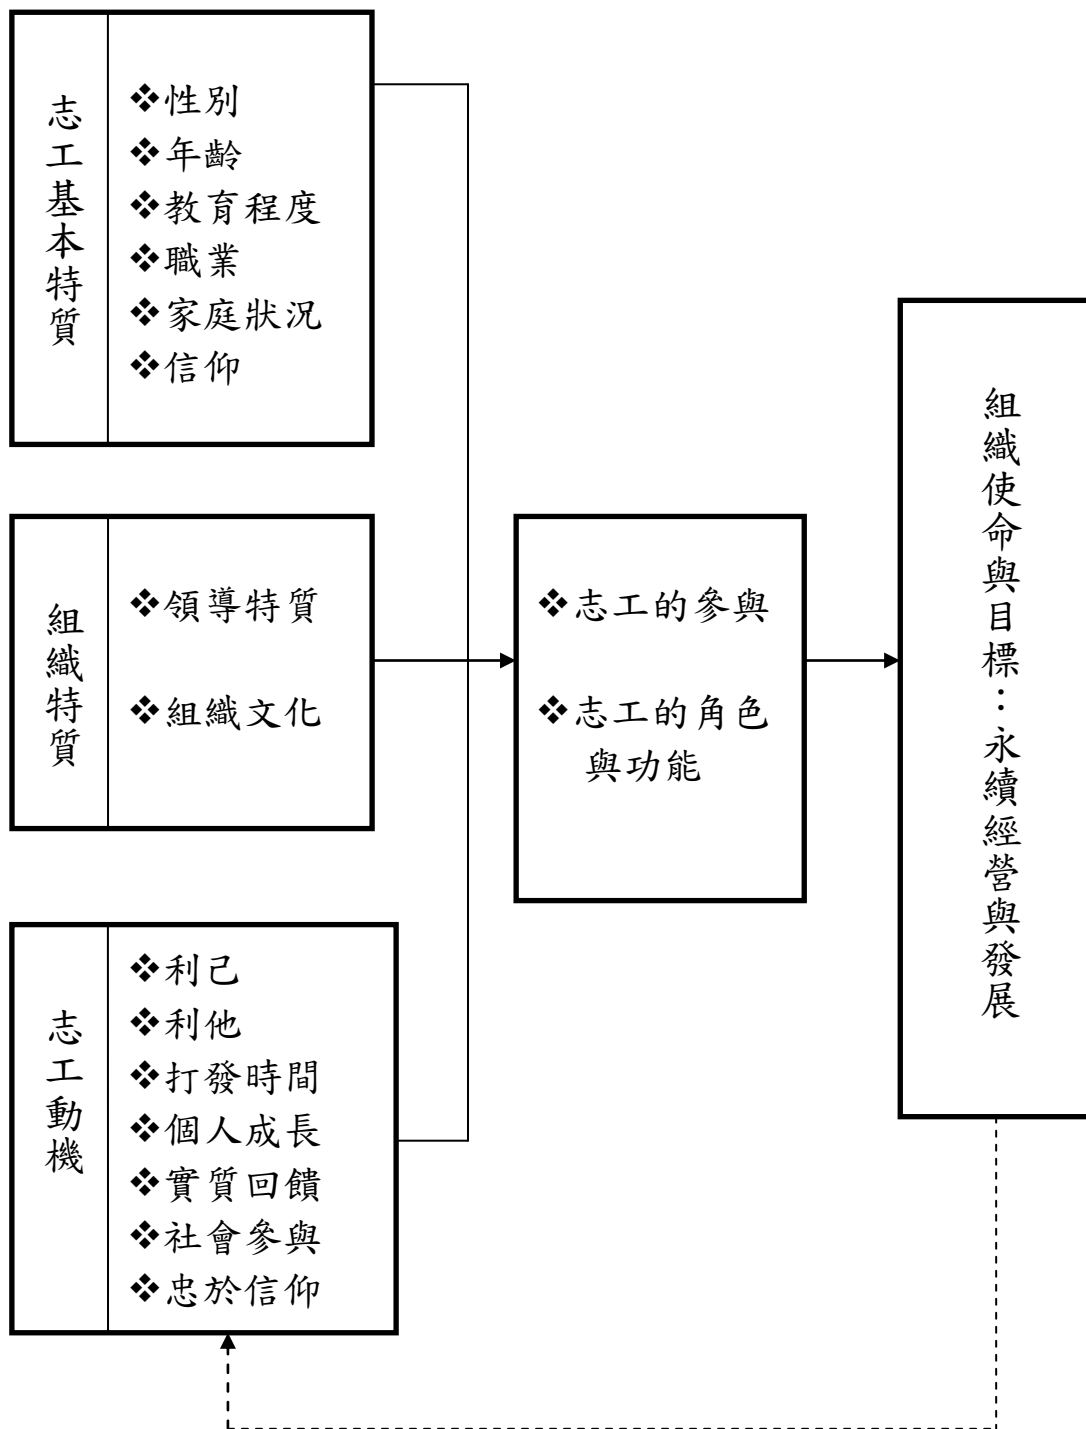 志工基本特質
❖性別
❖年齡
❖教育程度
❖職業
❖家庭狀況
❖信仰
組織特質
❖領導特質
❖組織文化
志工動機
❖利己
❖利他
❖打發時間
❖個人成長
❖實質回饋
❖社會參與
❖忠於信仰
❖志工的參與
❖志工的角色
與功能
組織使命與目標：永續經營與發展